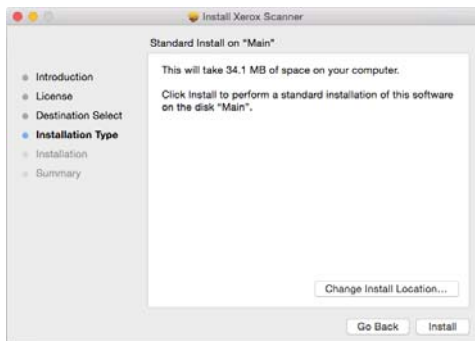 Install Xerox Scanner
Standard Install on "Main"
Introduction
License
Destination Select
Installation Type
Installation
Summary
This will take 34.1 MB of space on your computer.
Click Install to perform a standard installation of this software
on the disk "Main".
Change Install Location...
Go Back
Install